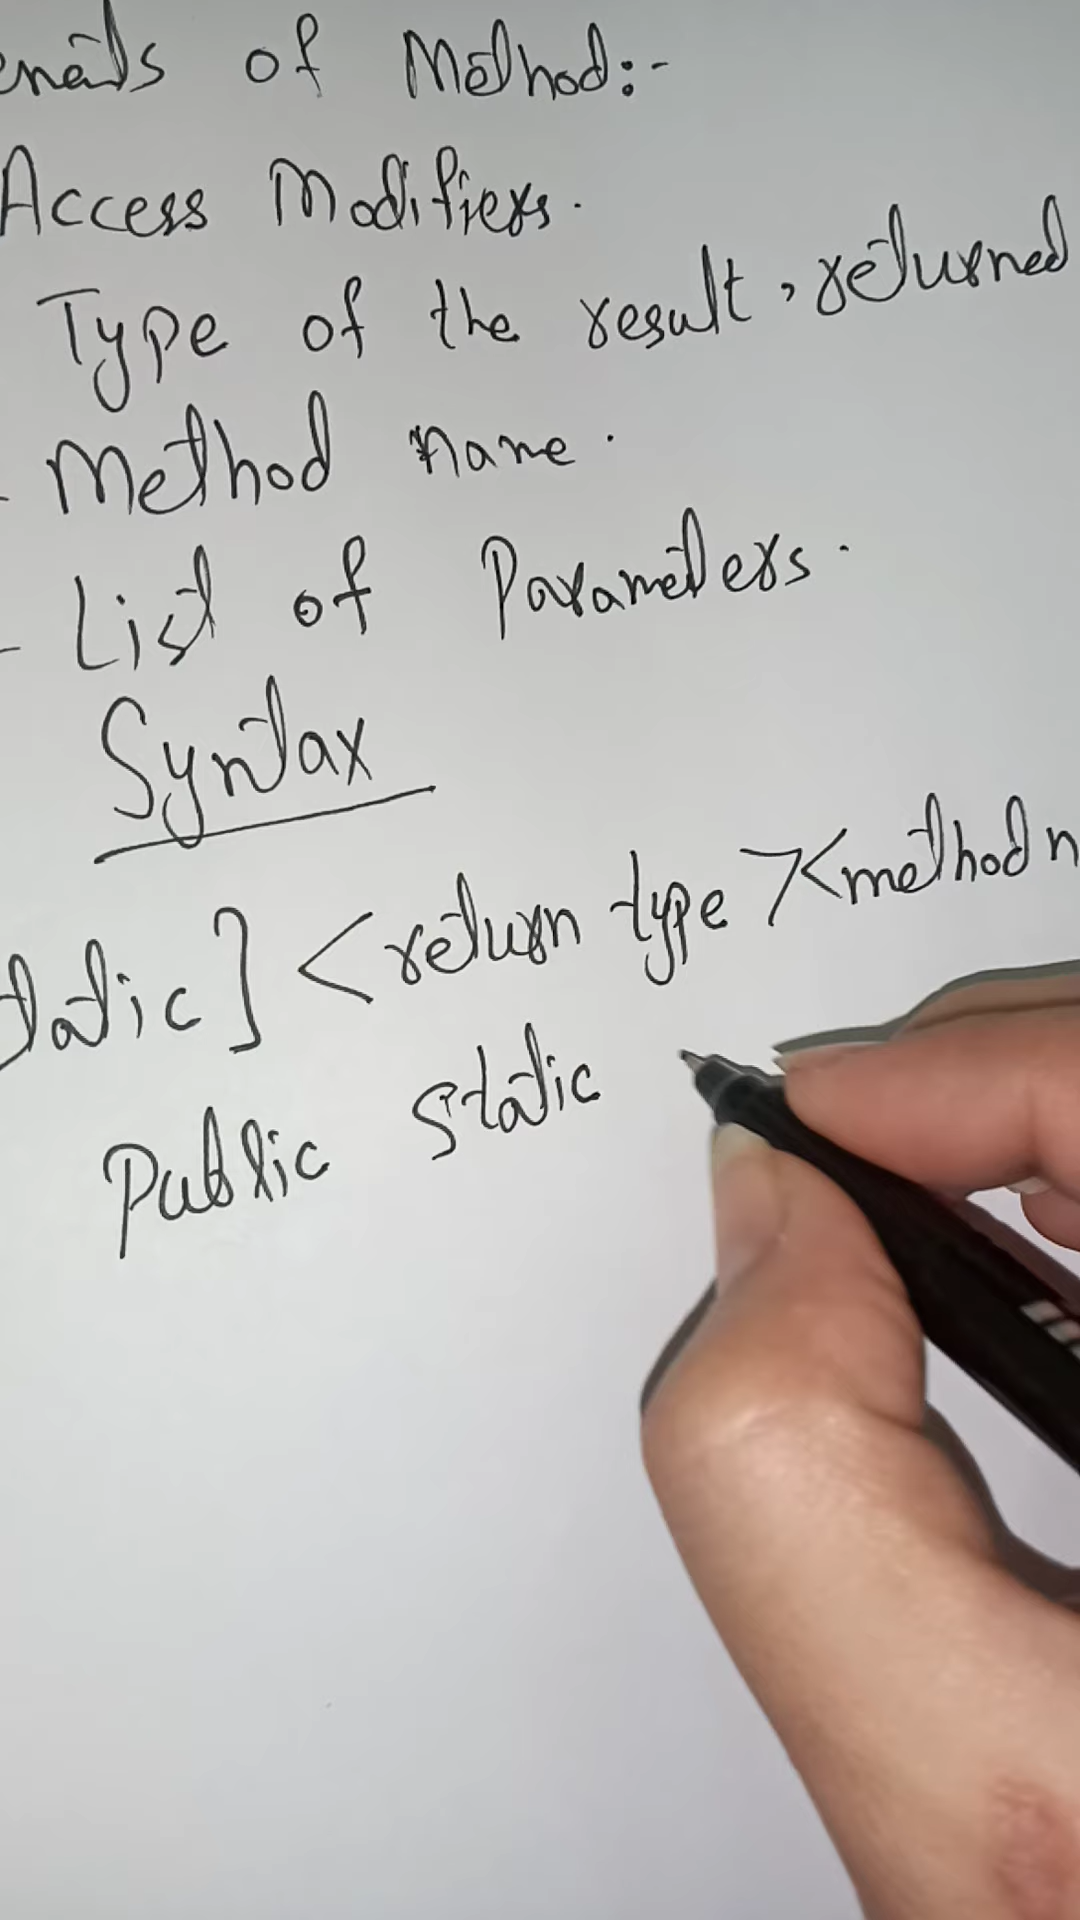 of Method:-
Access Modifiers.
Type of the result, returned
- Method name.
- List of Parameters.
Syntax
tatic] <return type><method n
Public static